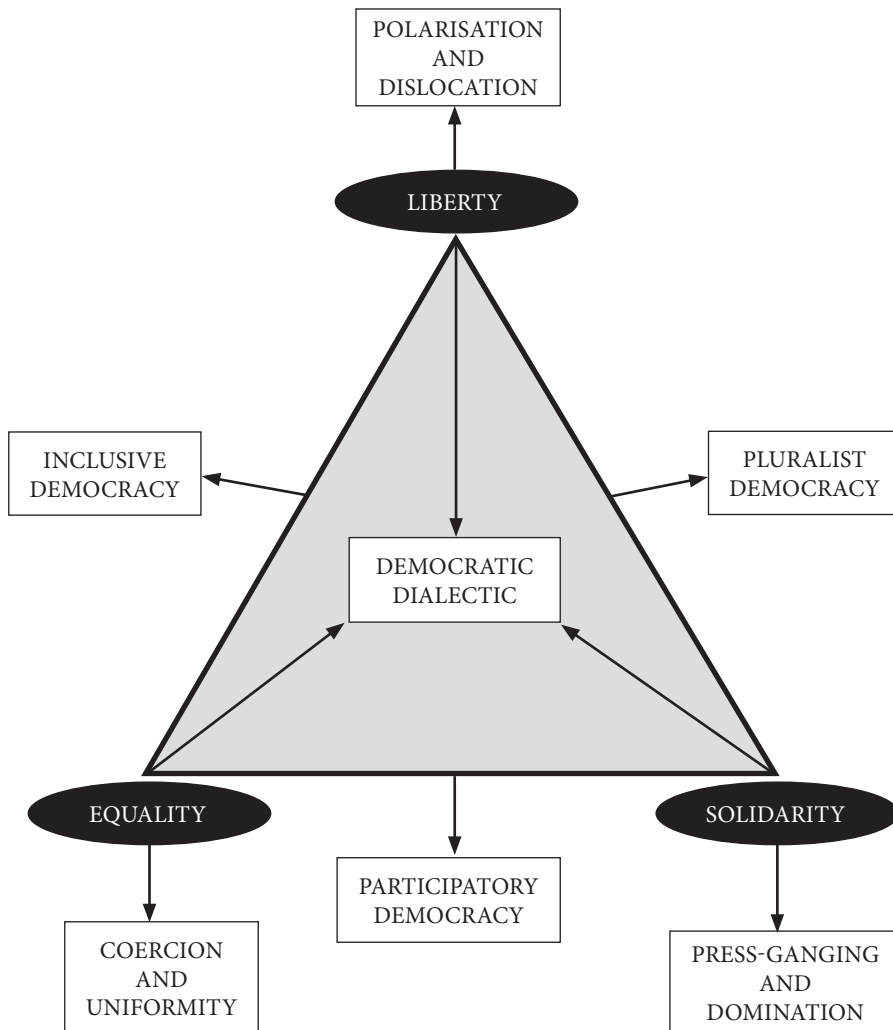 POLARISATION
AND
DISLOCATION
LIBERTY
INCLUSIVE
DEMOCRACY
PLURALIST
DEMOCRACY
DEMOCRATIC
DIALECTIC
EQUALITY
SOLIDARITY
PARTICIPATORY
DEMOCRACY
COERCION
AND
UNIFORMITY
PRESS-GANGING
AND
DOMINATION